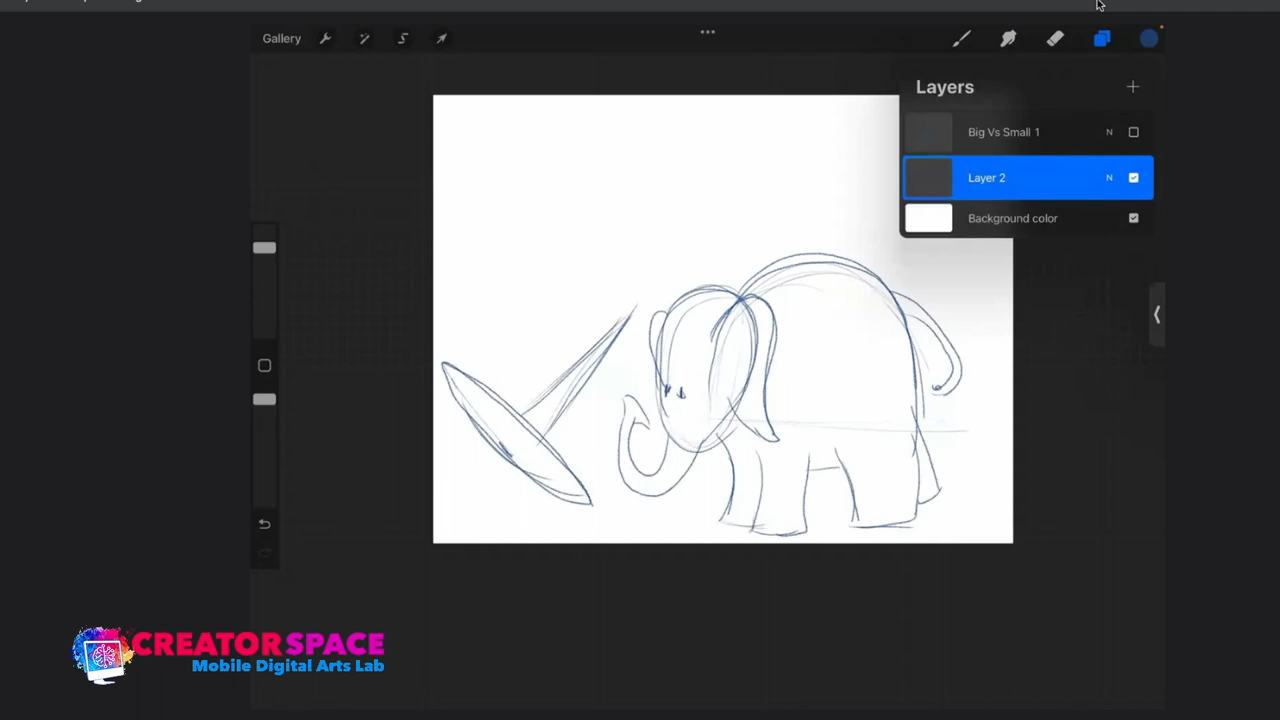 Gallery
Layers
Big Vs Small 1 N
Layer 2 N
Background color
CREATORSPACE
Mobile Digital Arts Lab